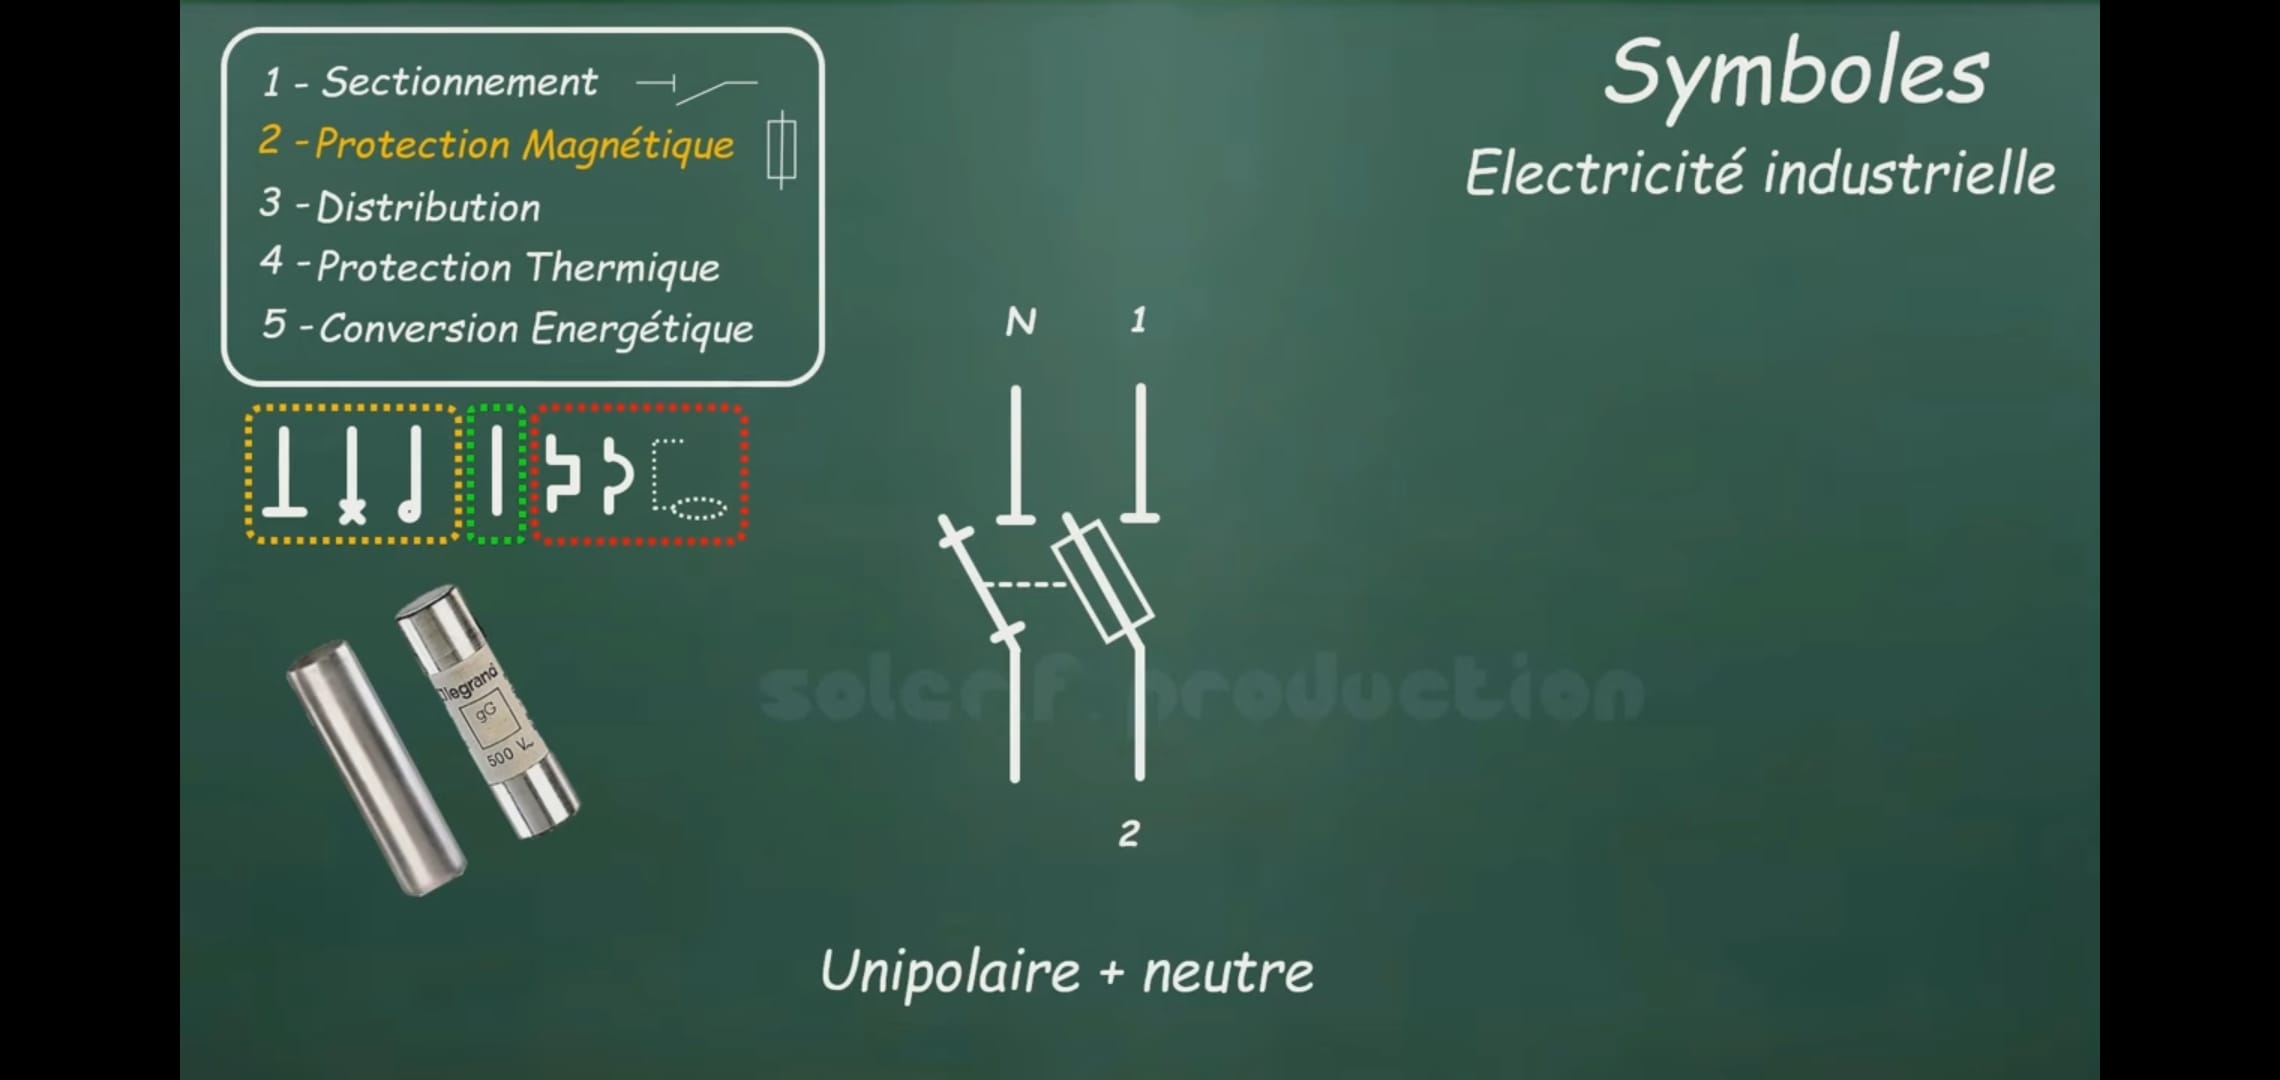 Symboles
Electricité industrielle
1 - Sectionnement
2 - Protection Magnétique
3 - Distribution
4 - Protection Thermique
5 - Conversion Energétique
N 1
legrand
gG
500 V~
solerf production
2
Unipolaire + neutre